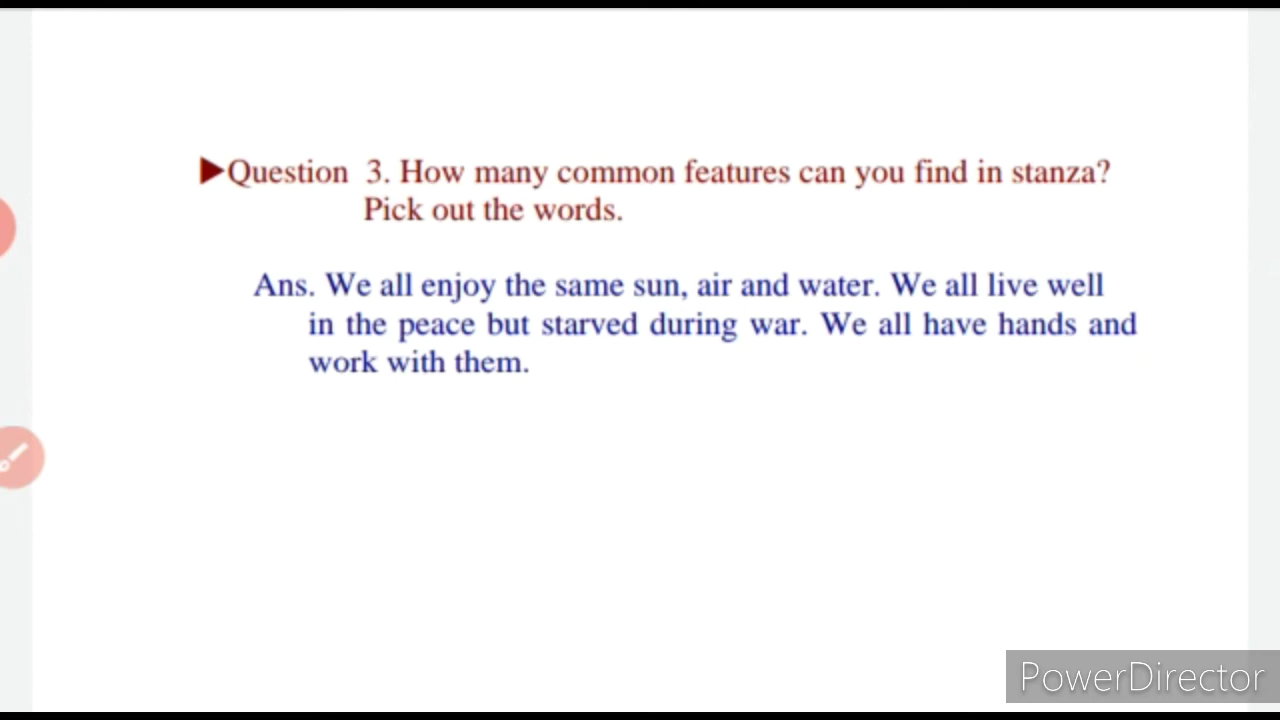 ▶Question 3. How many common features can you find in stanza?
Pick out the words.
Ans. We all enjoy the same sun, air and water. We all live well
in the peace but starved during war. We all have hands and
work with them.
PowerDirector